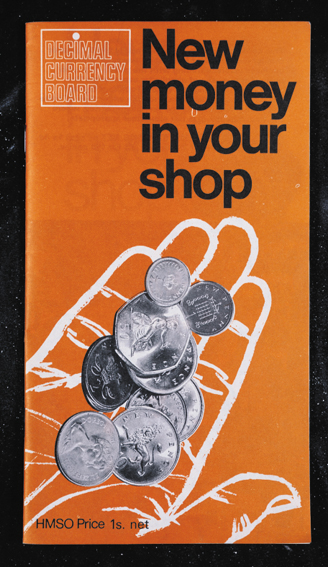 DECIMAL
CURRENCY
BOARD
New
money
in your
shop
HMSO Price 1s. net